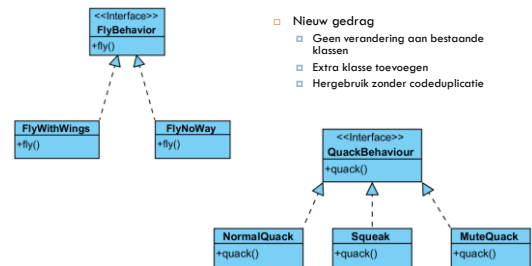 <<Interface>>
FlyBehavior
+fly()
FlyWithWings
+fly()
FlyNoWay
+fly()
Nieuw gedrag
Geen verandering aan bestaande
klassen
Extra klasse toevoegen
Hergebruik zonder codeduplicatie
<<Interface>>
QuackBehaviour
+quack()
NormalQuack
+quack()
Squeak
+quack()
MuteQuack
+quack()